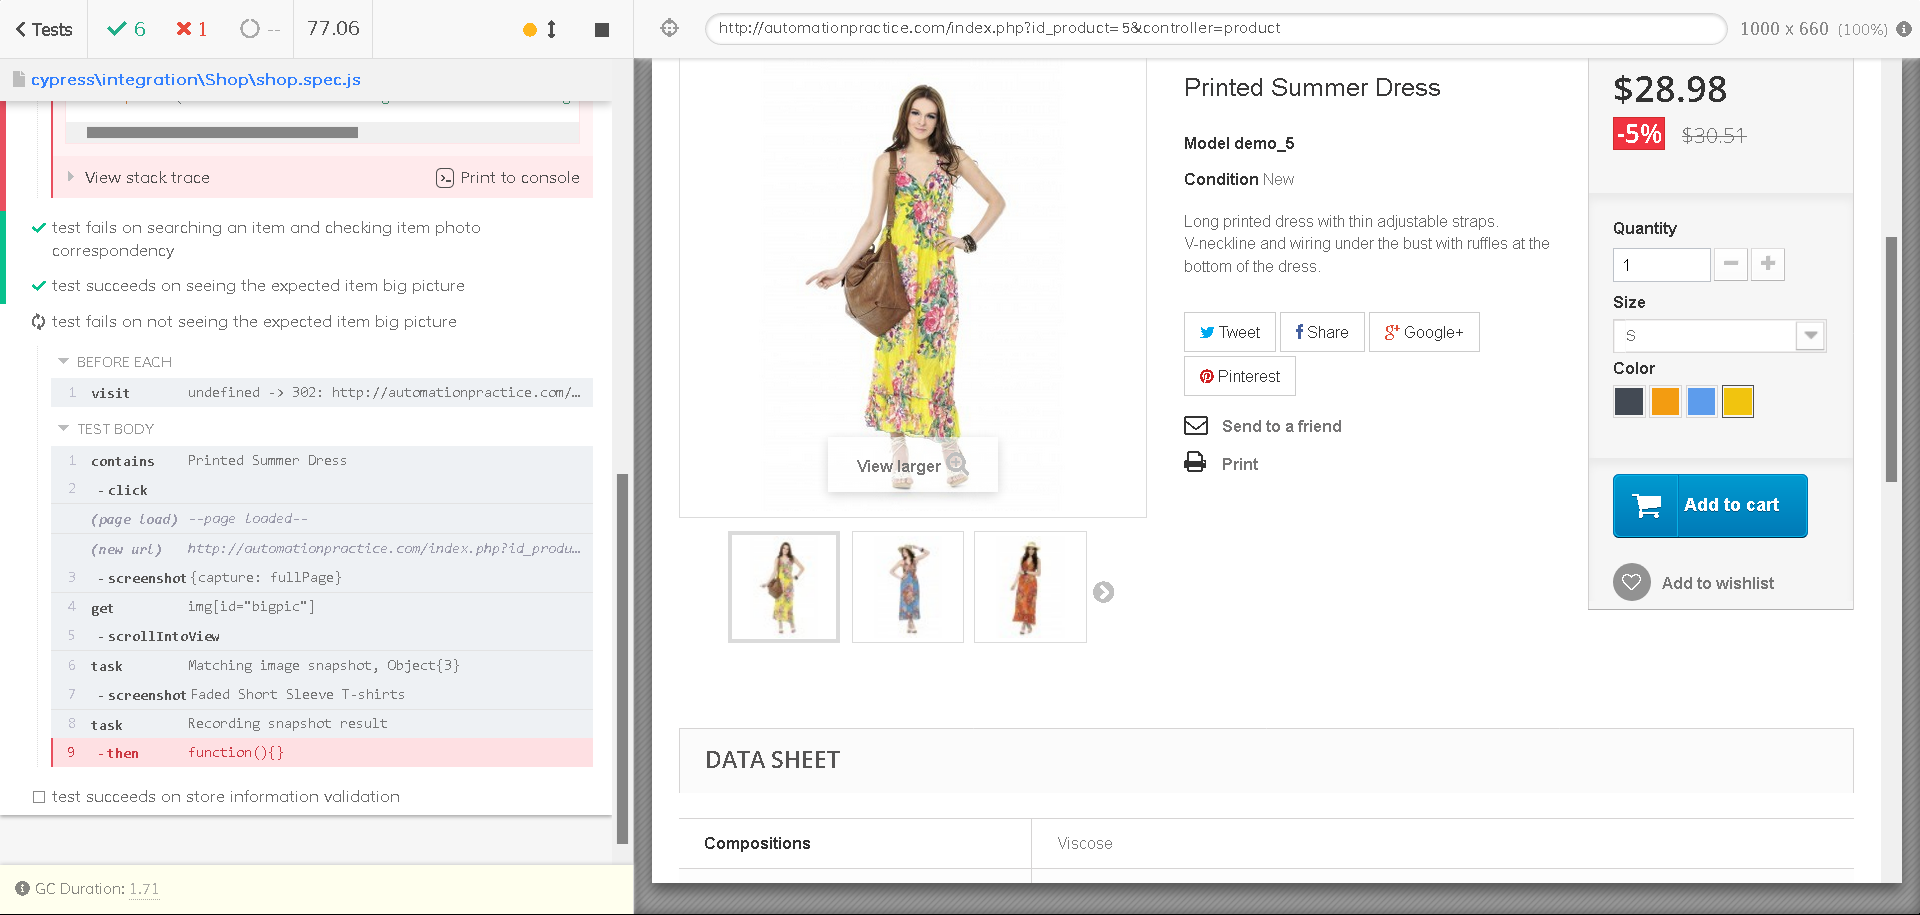 Tests
6
1
--
77.06
http://automationpractice.com/index.php?id_product=5&controller=product
1000 x 660 (100%)
cypress\integration\Shop\shop.spec.js
View stack trace
Print to console
test fails on searching an item and checking item photo
correspondency
test succeeds on seeing the expected item big picture
test fails on not seeing the expected item big picture
BEFORE EACH
1 visit undefined -> 302: http://automationpractice.com/…
TEST BODY
1 contains Printed Summer Dress
2 - click
(page load) --page loaded--
(new url) http://automationpractice.com/index.php?id_produ…
3 - screenshot {capture: fullPage}
4 get img[id="bigpic"]
5 - scrollIntoView
6 task Matching image snapshot, Object{3}
7 - screenshot Faded Short Sleeve T-shirts
8 task Recording snapshot result
9 - then function(){}
test succeeds on store information validation
GC Duration: 1.71
View larger
Printed Summer Dress
Model demo_5
Condition New
Long printed dress with thin adjustable straps.
V-neckline and wiring under the bust with ruffles at the
bottom of the dress.
Tweet
Share
Google+
Pinterest
Send to a friend
Print
$28.98
-5% $30.51
Quantity
1
Size
S
Color
Add to cart
Add to wishlist
DATA SHEET
Compositions Viscose